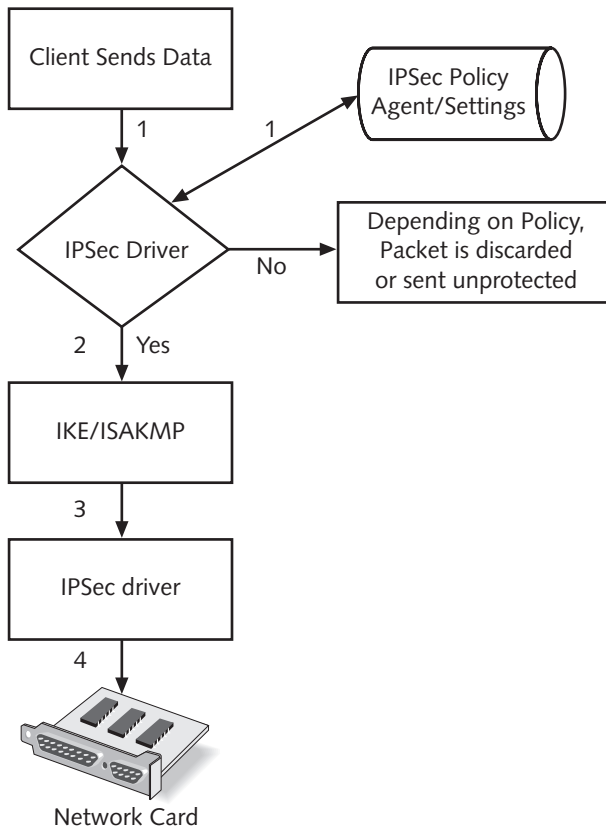 Client Sends Data
IPSec Policy
Agent/Settings
1
1
IPSec Driver
No
Depending on Policy,
Packet is discarded
or sent unprotected
2
Yes
IKE/ISAKMP
3
IPSec driver
4
Network Card